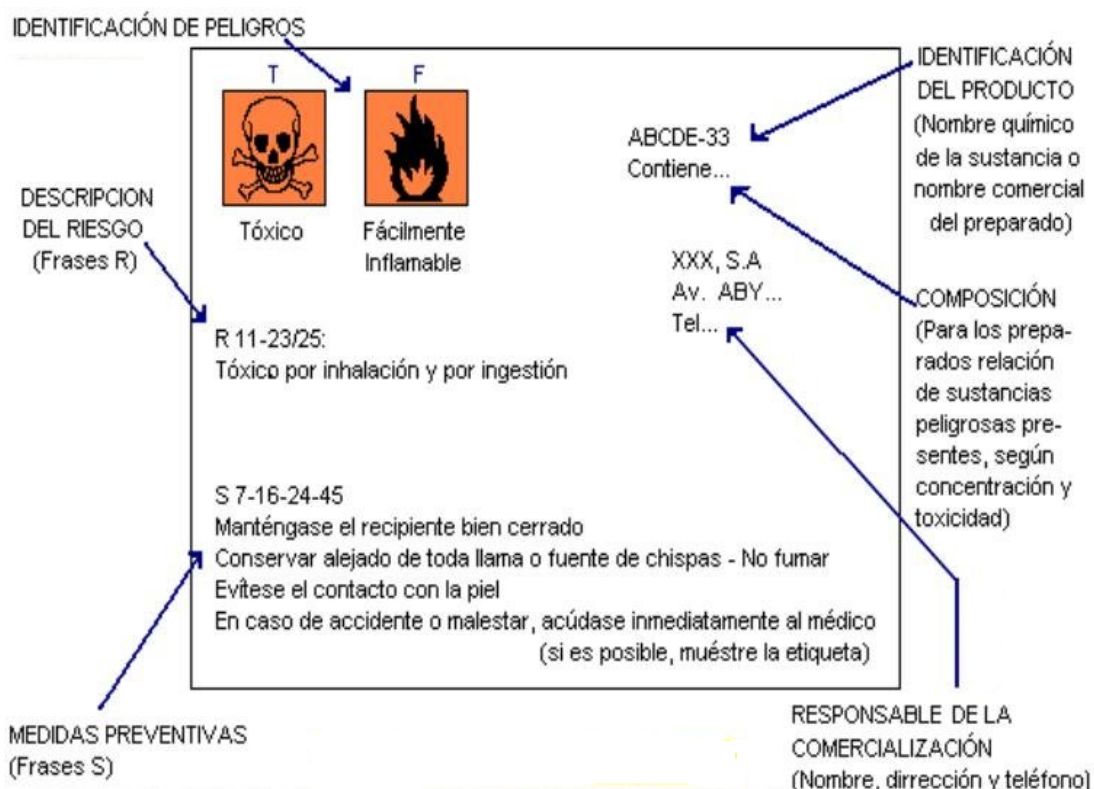 IDENTIFICACIÓN DE PELIGROS
T
F
Tóxico
Fácilmente
Inflamable
ABCDE-33
Contiene...
XXX, S.A
Av. ABY...
Tel...
R 11-23/25:
Tóxico por inhalación y por ingestión
S 7-16-24-45
Manténgase el recipiente bien cerrado
Conservar alejado de toda llama o fuente de chispas - No fumar
Evítese el contacto con la piel
En caso de accidente o malestar, acúdase inmediatamente al médico
(si es posible, muéstre la etiqueta)
DESCRIPCION
DEL RIESGO
(Frases R)
MEDIDAS PREVENTIVAS
(Frases S)
IDENTIFICACIÓN
DEL PRODUCTO
(Nombre químico
de la sustancia o
nombre comercial
del preparado)
COMPOSICIÓN
(Para los prepa-
rados relación
de sustancias
peligrosas pre-
sentes, según
concentración y
toxicidad)
RESPONSABLE DE LA
COMERCIALIZACIÓN
(Nombre, dirrección y teléfono)